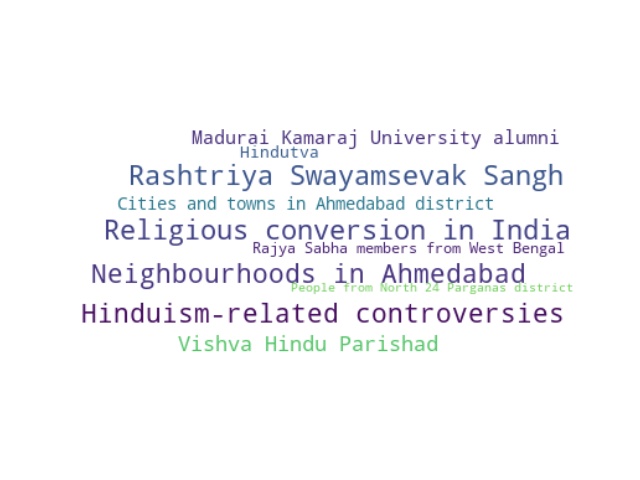 Madurai Kamaraj University alumni
Hindutva
Rashtriya Swayamsevak Sangh
Cities and towns in Ahmedabad district
Religious conversion in India
Rajya Sabha members from West Bengal
Neighbourhoods in Ahmedabad
People from North 24 Parganas district
Hinduism-related controversies
Vishva Hindu Parishad